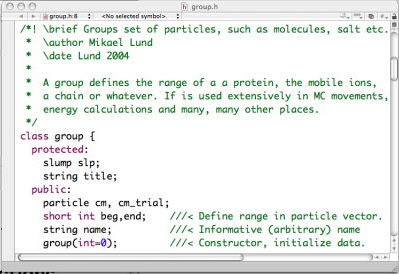 group.h
group.h:8 <No selected symbol>
/*! \brief Groups set of particles, such as molecules, salt etc.
 *  \author Mikael Lund
 *  \date Lund 2004
 *
 *  A group defines the range of a a protein, the mobile ions,
 *  a chain or whatever. If is used extensively in MC movements,
 *  energy calculations and many, many other places.
 */
class group {
  protected:
    slump slp;
    string title;
  public:
    particle cm, cm_trial;
    short int beg,end;    ///< Define range in particle vector.
    string name;          ///< Informative (arbitrary) name
    group(int=0);         ///< Constructor, initialize data.